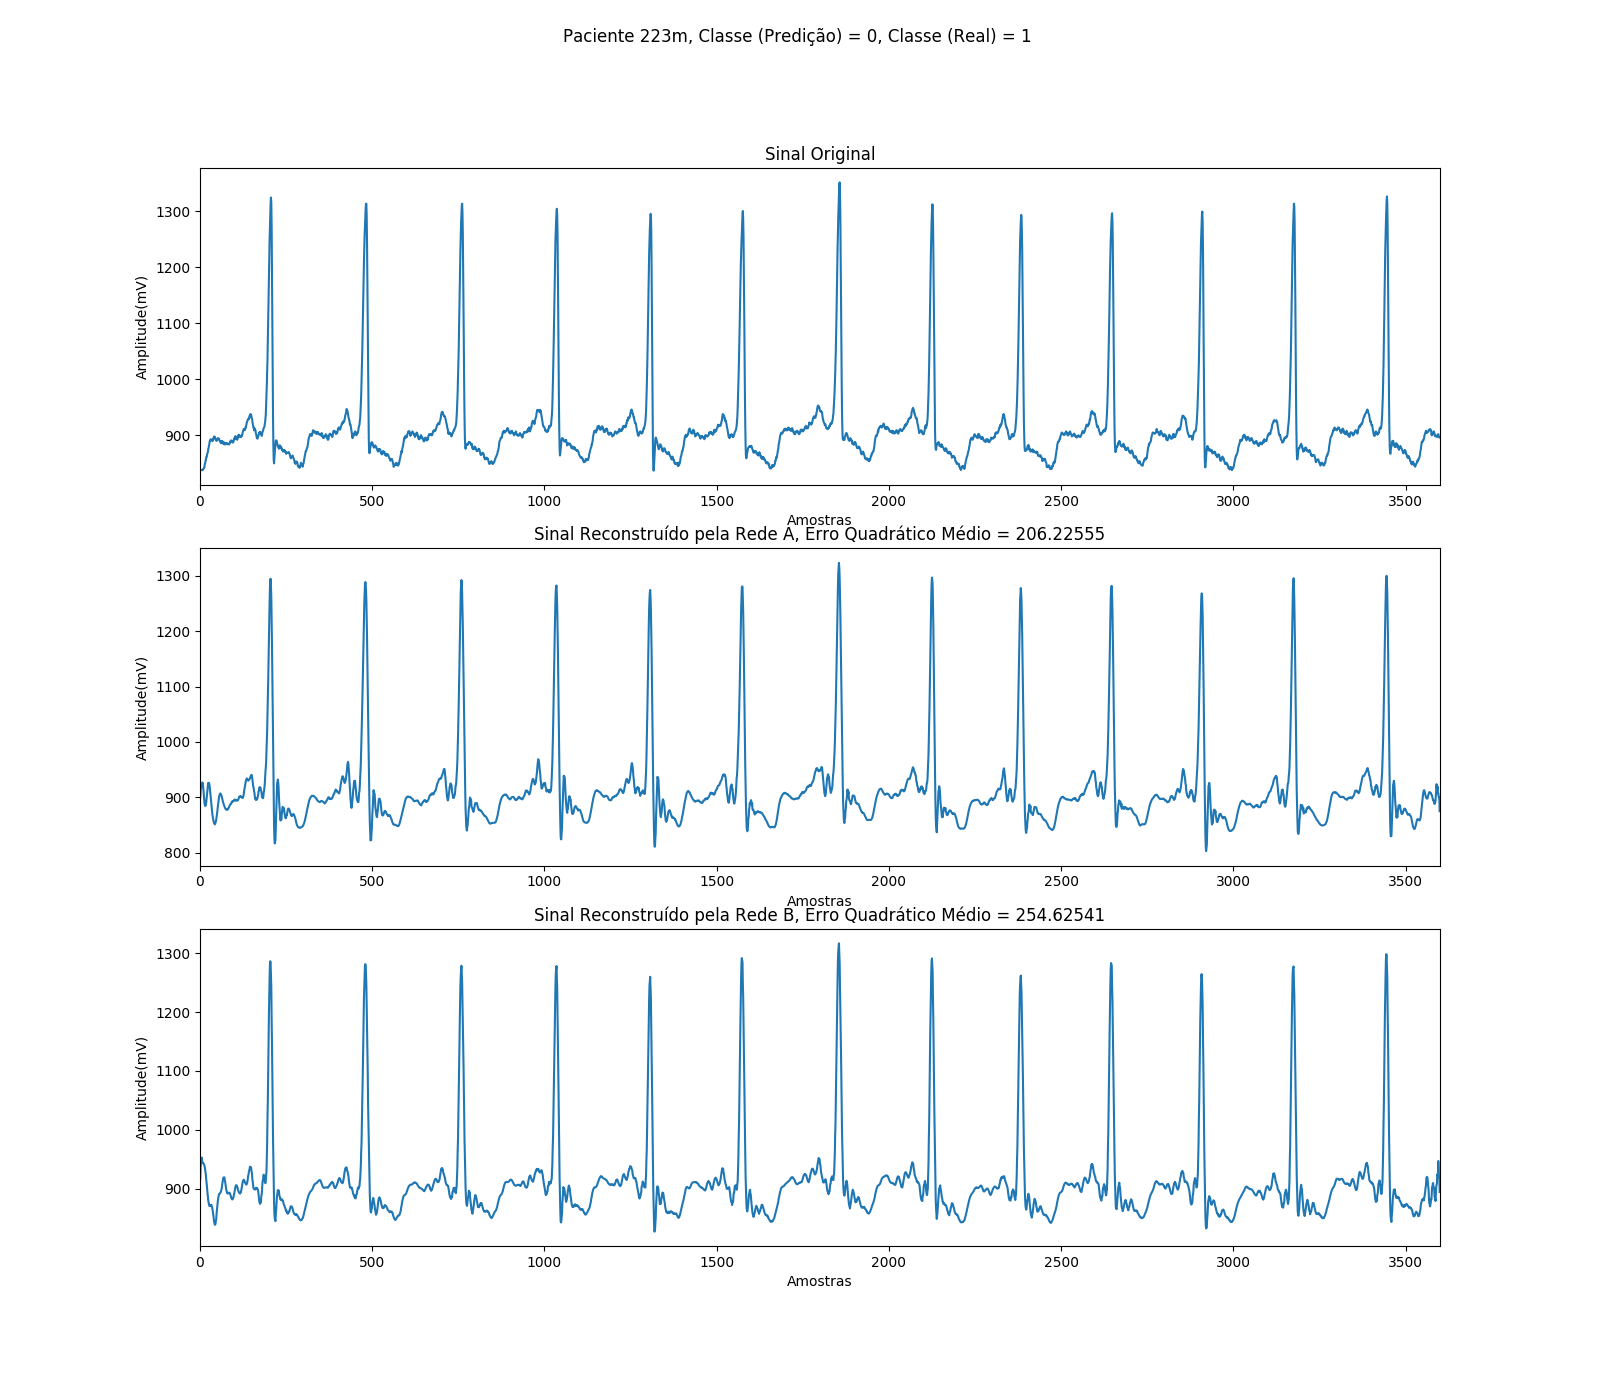 Paciente 223m, Classe (Predição) = 0, Classe (Real) = 1
Sinal Original
Amplitude(mV)
1300
1200
1100
1000
900
0 500 1000 1500 2000 2500 3000 3500
Amostras
Sinal Reconstruído pela Rede A, Erro Quadrático Médio = 206.22555
Amplitude(mV)
1300
1200
1100
1000
900
800
0 500 1000 1500 2000 2500 3000 3500
Amostras
Sinal Reconstruído pela Rede B, Erro Quadrático Médio = 254.62541
Amplitude(mV)
1300
1200
1100
1000
900
0 500 1000 1500 2000 2500 3000 3500
Amostras